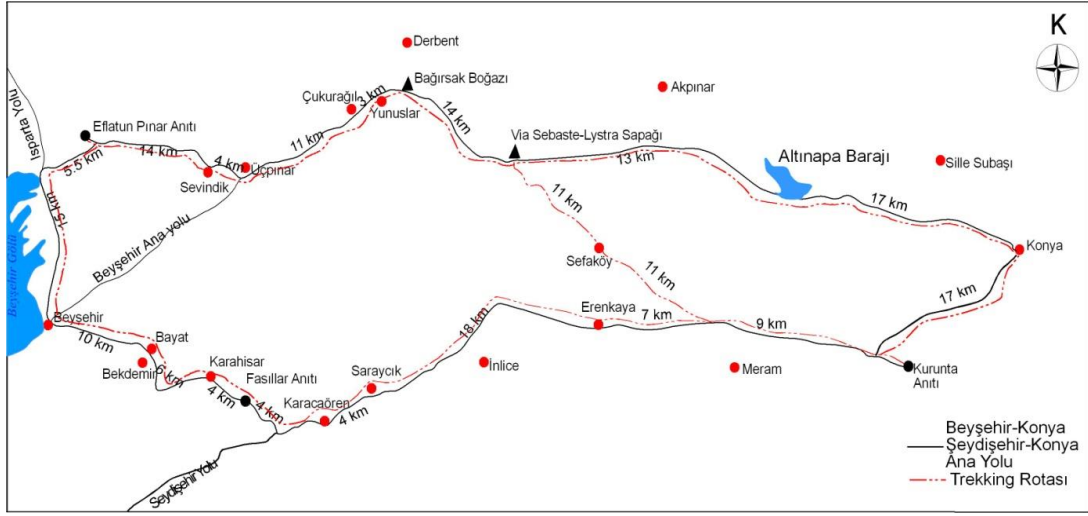 K
Derbent
Bağırsak Boğazı
Akpınar
Isparta Yolu
Çukurağıl
3 km
Yunuslar
14 km
Eflatun Pınar Anıtı
5.5 km
14 km
4 km
Üçpınar
11 km
Sevindik
Via Sebaste-Lystra Sapağı
13 km
Altınapa Barajı
Sille Subaşı
17 km
15 km
11 km
Beyşehir Ana yolu
Sefaköy
Konya
Beyşehir Gölü
11 km
17 km
Beyşehir
10 km
Bayat
Bekdemir
6 km
Karahisar
4 km
Fasıllar Anıtı
4 km
Karacaören
4 km
Saraycık
18 km
İnlice
Erenkaya
7 km
9 km
Meram
Kurunta
Anıtı
Seydişehir Yolu
Beyşehir-Konya
Şeydişehir-Konya
Ana Yolu
Trekking Rotası